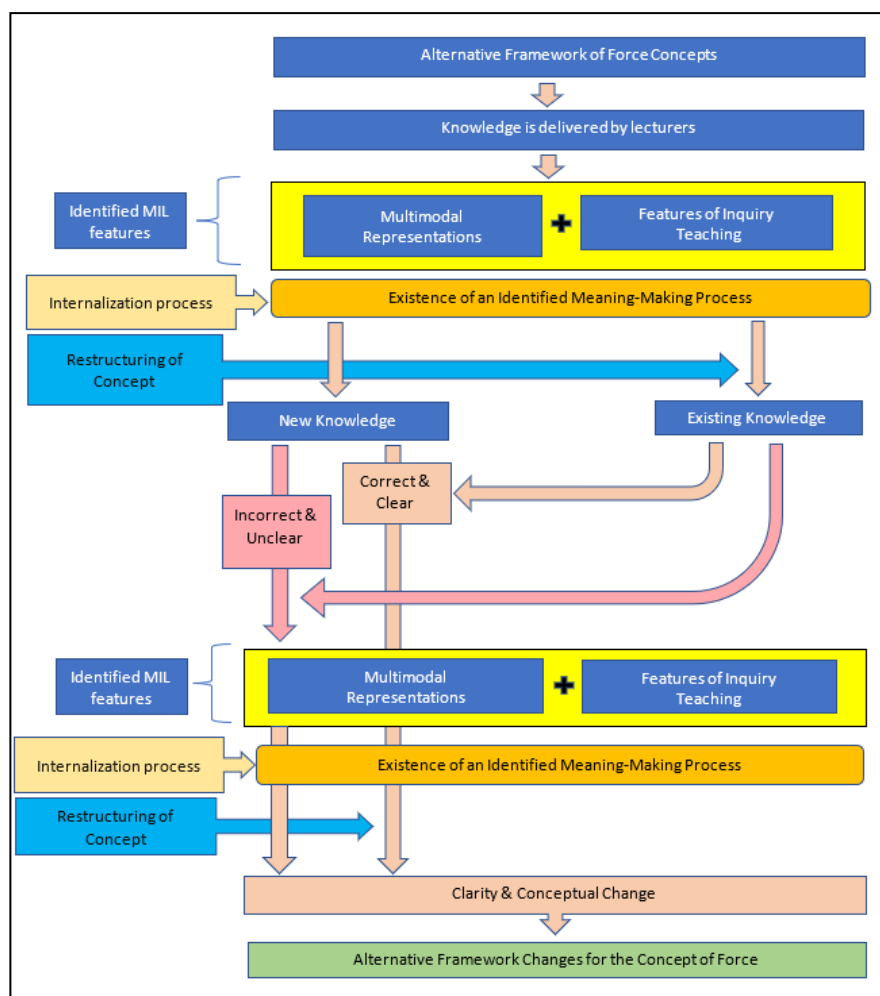 Alternative Framework of Force Concepts
Knowledge is delivered by lecturers
Identified MIL
features
Multimodal
Representations
Features of Inquiry
Teaching
Internalization process
Existence of an Identified Meaning-Making Process
Restructuring of
Concept
New Knowledge
Existing Knowledge
Correct &
Clear
Incorrect &
Unclear
Identified MIL
features
Multimodal
Representations
Features of Inquiry
Teaching
Internalization process
Existence of an Identified Meaning-Making Process
Restructuring of
Concept
Clarity & Conceptual Change
Alternative Framework Changes for the Concept of Force